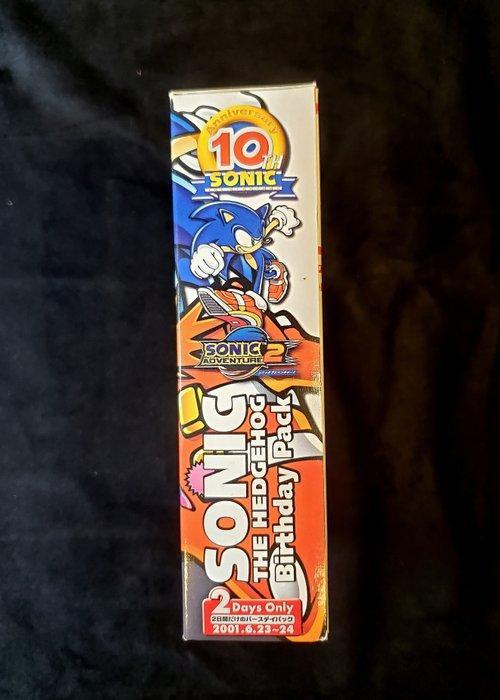 Anniversary
10TH
SONIC
SONIC
ADVENTURE 2
SONIC
THE HEDGEHOG
Birthday Pack
2 Days Only
2日間だけのバースデイパック
2001.6.23~24